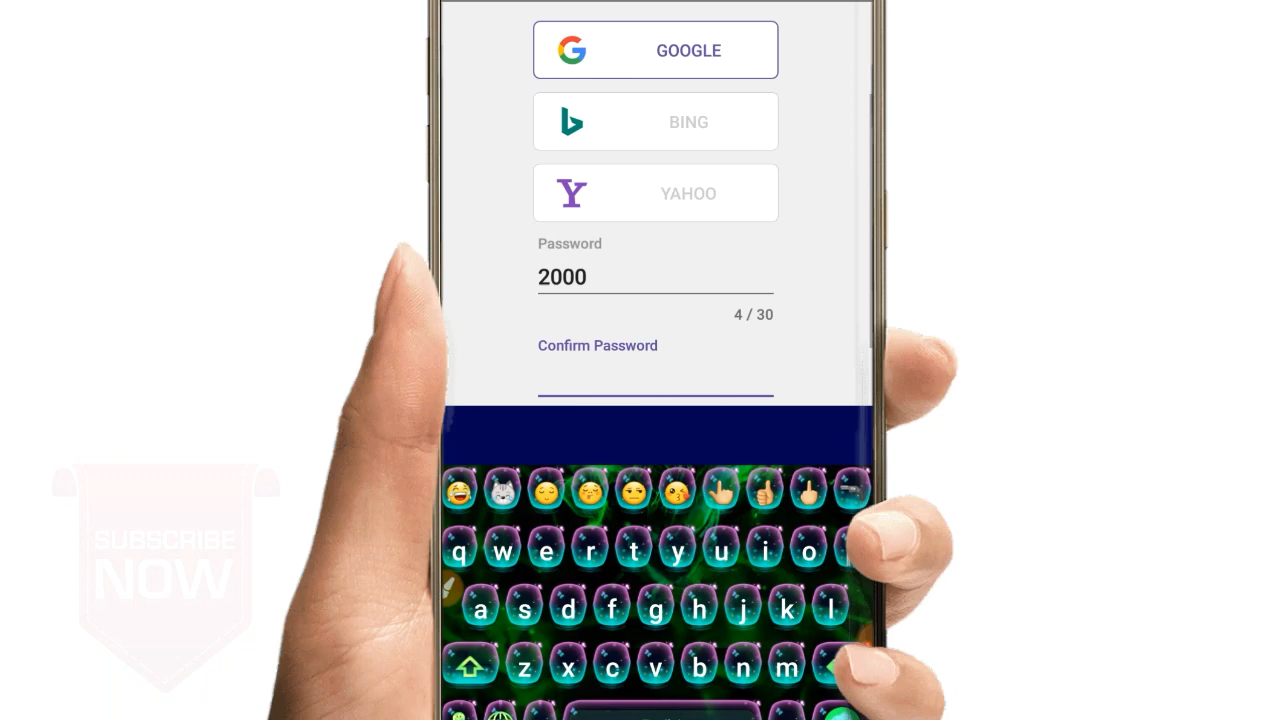 GOOGLE
BING
YAHOO
Password
2000
4 / 30
Confirm Password
q w e r t y u i o
a s d f g h j k l
z x c v b n m
SUBSCRIBE
NOW